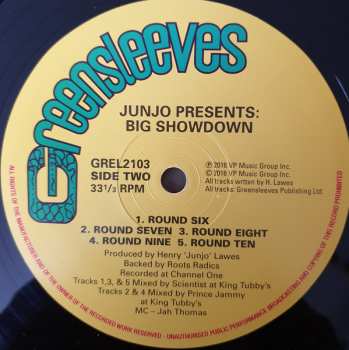 Greensleeves
JUNJO PRESENTS:
BIG SHOWDOWN
GREL2103
SIDE TWO
33 1/3 RPM
℗ 2016 VP Music Group Inc.
© 2016 VP Music Group Inc.
All tracks written by H. Lawes
All tracks: Greensleeves Publishing Ltd
1. ROUND SIX
2. ROUND SEVEN 3. ROUND EIGHT
4. ROUND NINE 5. ROUND TEN
Produced by Henry 'Junjo' Lawes
Backed by Roots Radics
Recorded at Channel One
Tracks 1,3, & 5 Mixed by Scientist at King Tubby's
Tracks 2 & 4 Mixed by Prince Jammy
at King Tubby's
MC – Jah Thomas
ALL RIGHTS OF THE MANUFACTURER AND OF THE OWNER OF THE RECORDED WORK RESERVED - UNAUTHORISED PUBLIC PERFORMANCE BROADCASTING AND COPYING OF THIS RECORD PROHIBITED